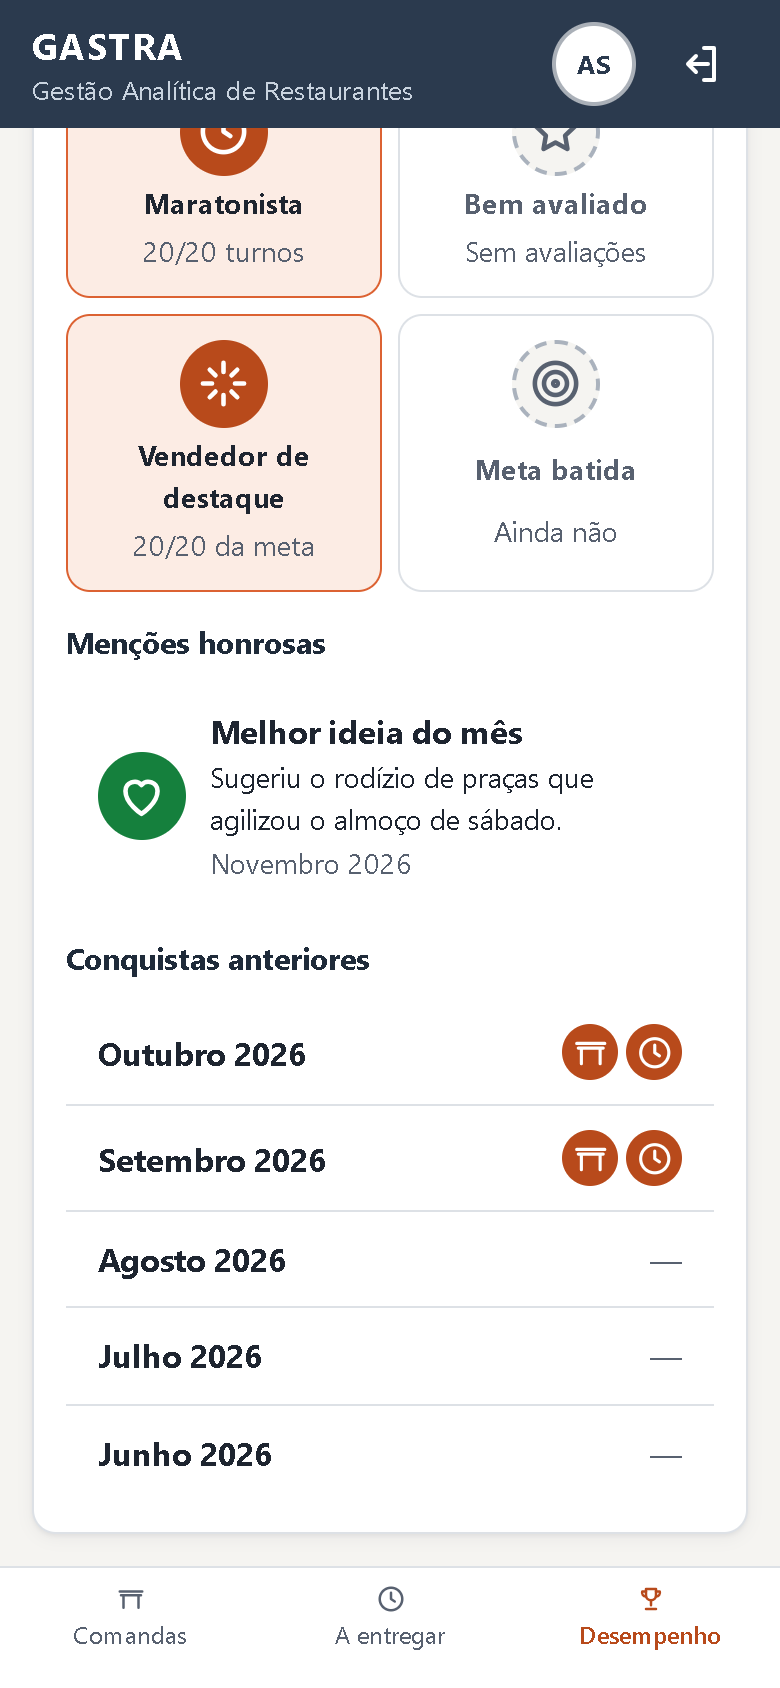 GASTRA
Gestão Analítica de Restaurantes
AS
Maratonista
20/20 turnos
Bem avaliado
Sem avaliações
Vendedor de
destaque
20/20 da meta
Meta batida
Ainda não
Menções honrosas
Melhor ideia do mês
Sugeriu o rodízio de praças que
agilizou o almoço de sábado.
Novembro 2026
Conquistas anteriores
Outubro 2026
Setembro 2026
Agosto 2026 —
Julho 2026 —
Junho 2026 —
Comandas
A entregar
Desempenho